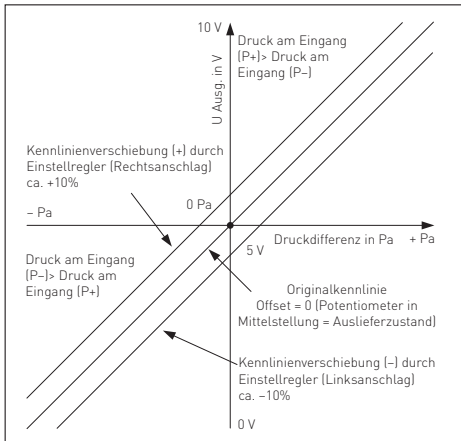 10 V
U Ausg. in V
Druck am Eingang
(P+)> Druck am
Eingang (P–)
Kennlinienverschiebung (+) durch
Einstellregler (Rechtsanschlag)
ca. +10%
0 Pa
– Pa
Druckdifferenz in Pa
+ Pa
5 V
Druck am Eingang
(P–)> Druck am
Eingang (P+)
Originalkennlinie
Offset = 0 (Potentiometer in
Mittelstellung = Auslieferzustand)
Kennlinienverschiebung (–) durch
Einstellregler (Linksanschlag)
ca. –10%
0 V